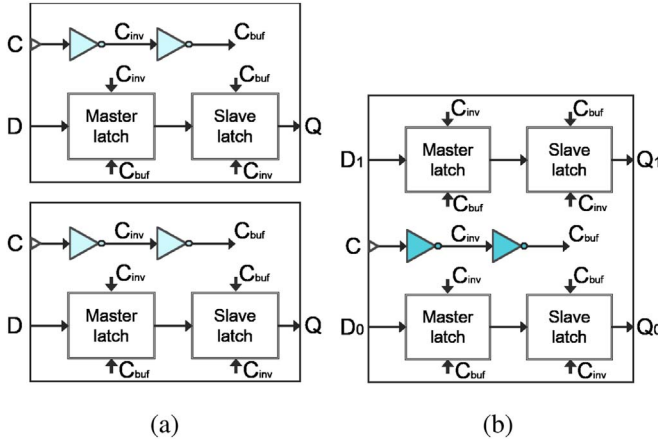 C Cinv Cbuf
Cinv Cbuf
D Master latch Slave latch Q
Cbuf Cinv
C Cinv Cbuf
Cinv Cbuf
D Master latch Slave latch Q
Cbuf Cinv
(a)
Cinv Cbuf
D1 Master latch Slave latch Q1
Cbuf Cinv
C Cinv Cbuf
Cinv Cbuf
D0 Master latch Slave latch Q0
Cbuf Cinv
(b)